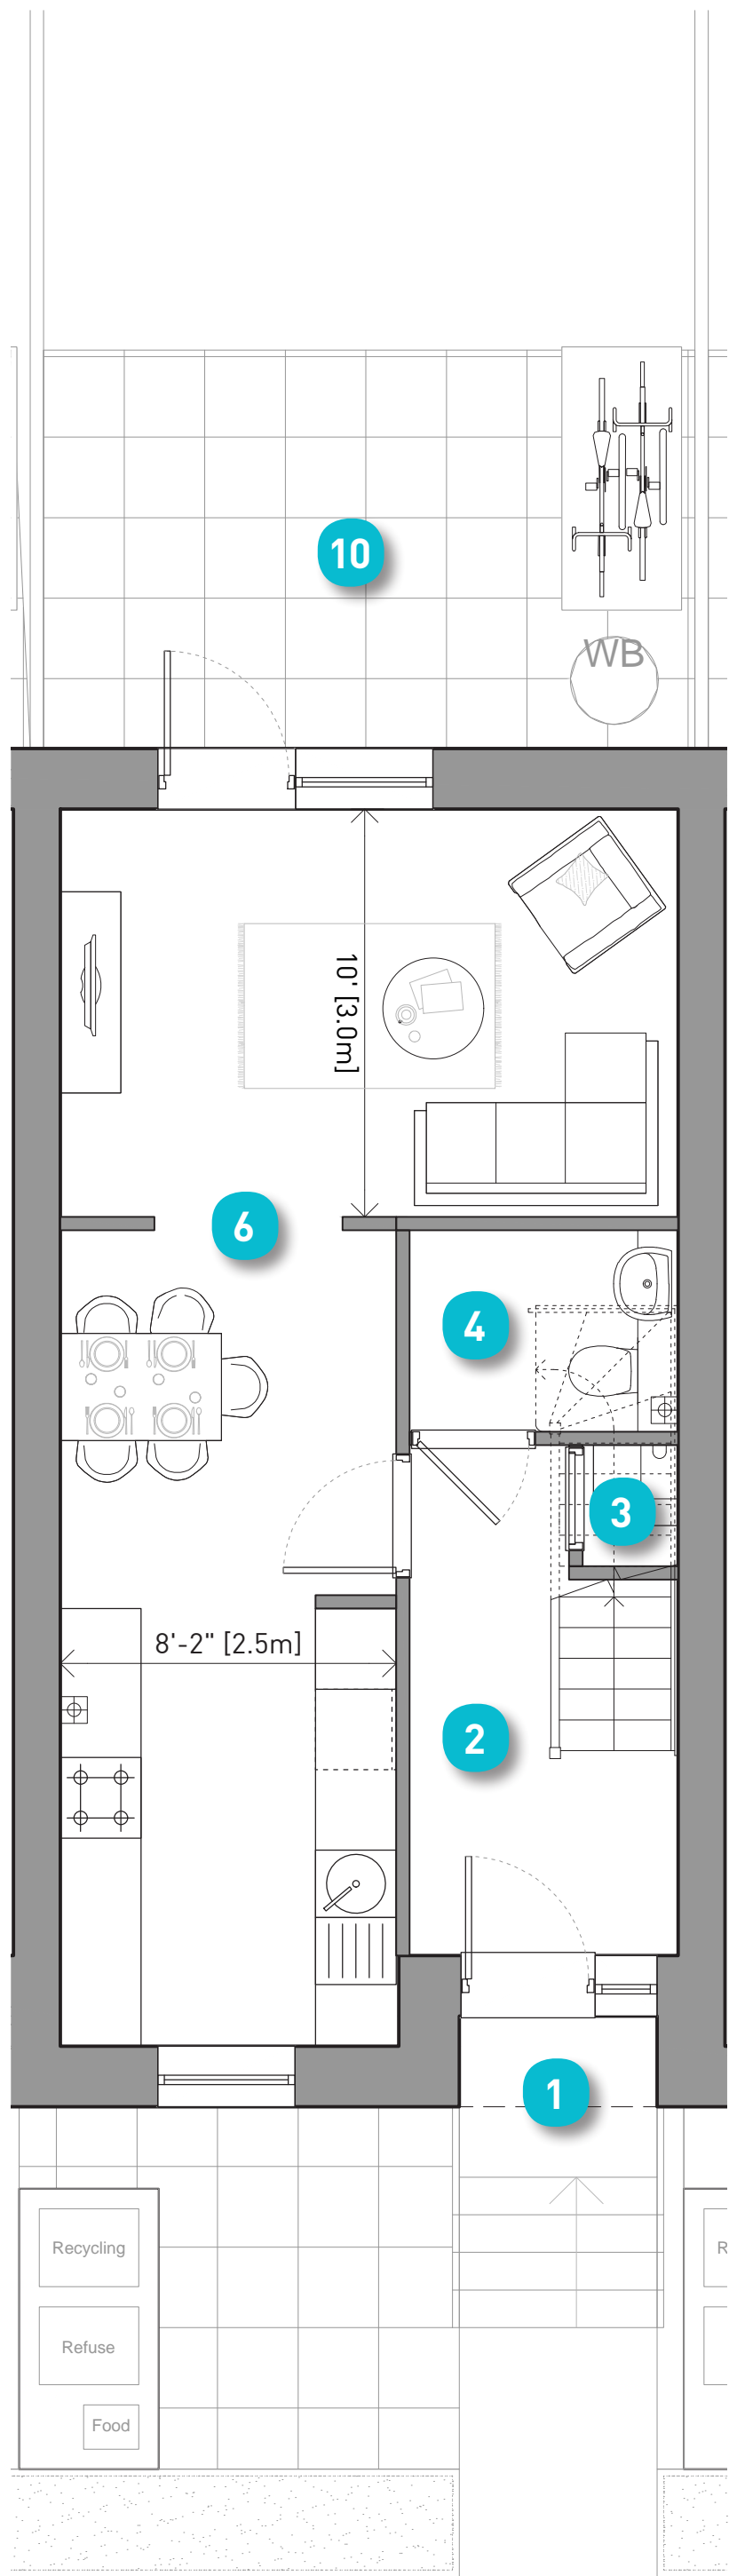 10
WB
10' [3.0m]
6
4
3
8'-2" [2.5m]
2
1
Recycling
R
Refuse
Food